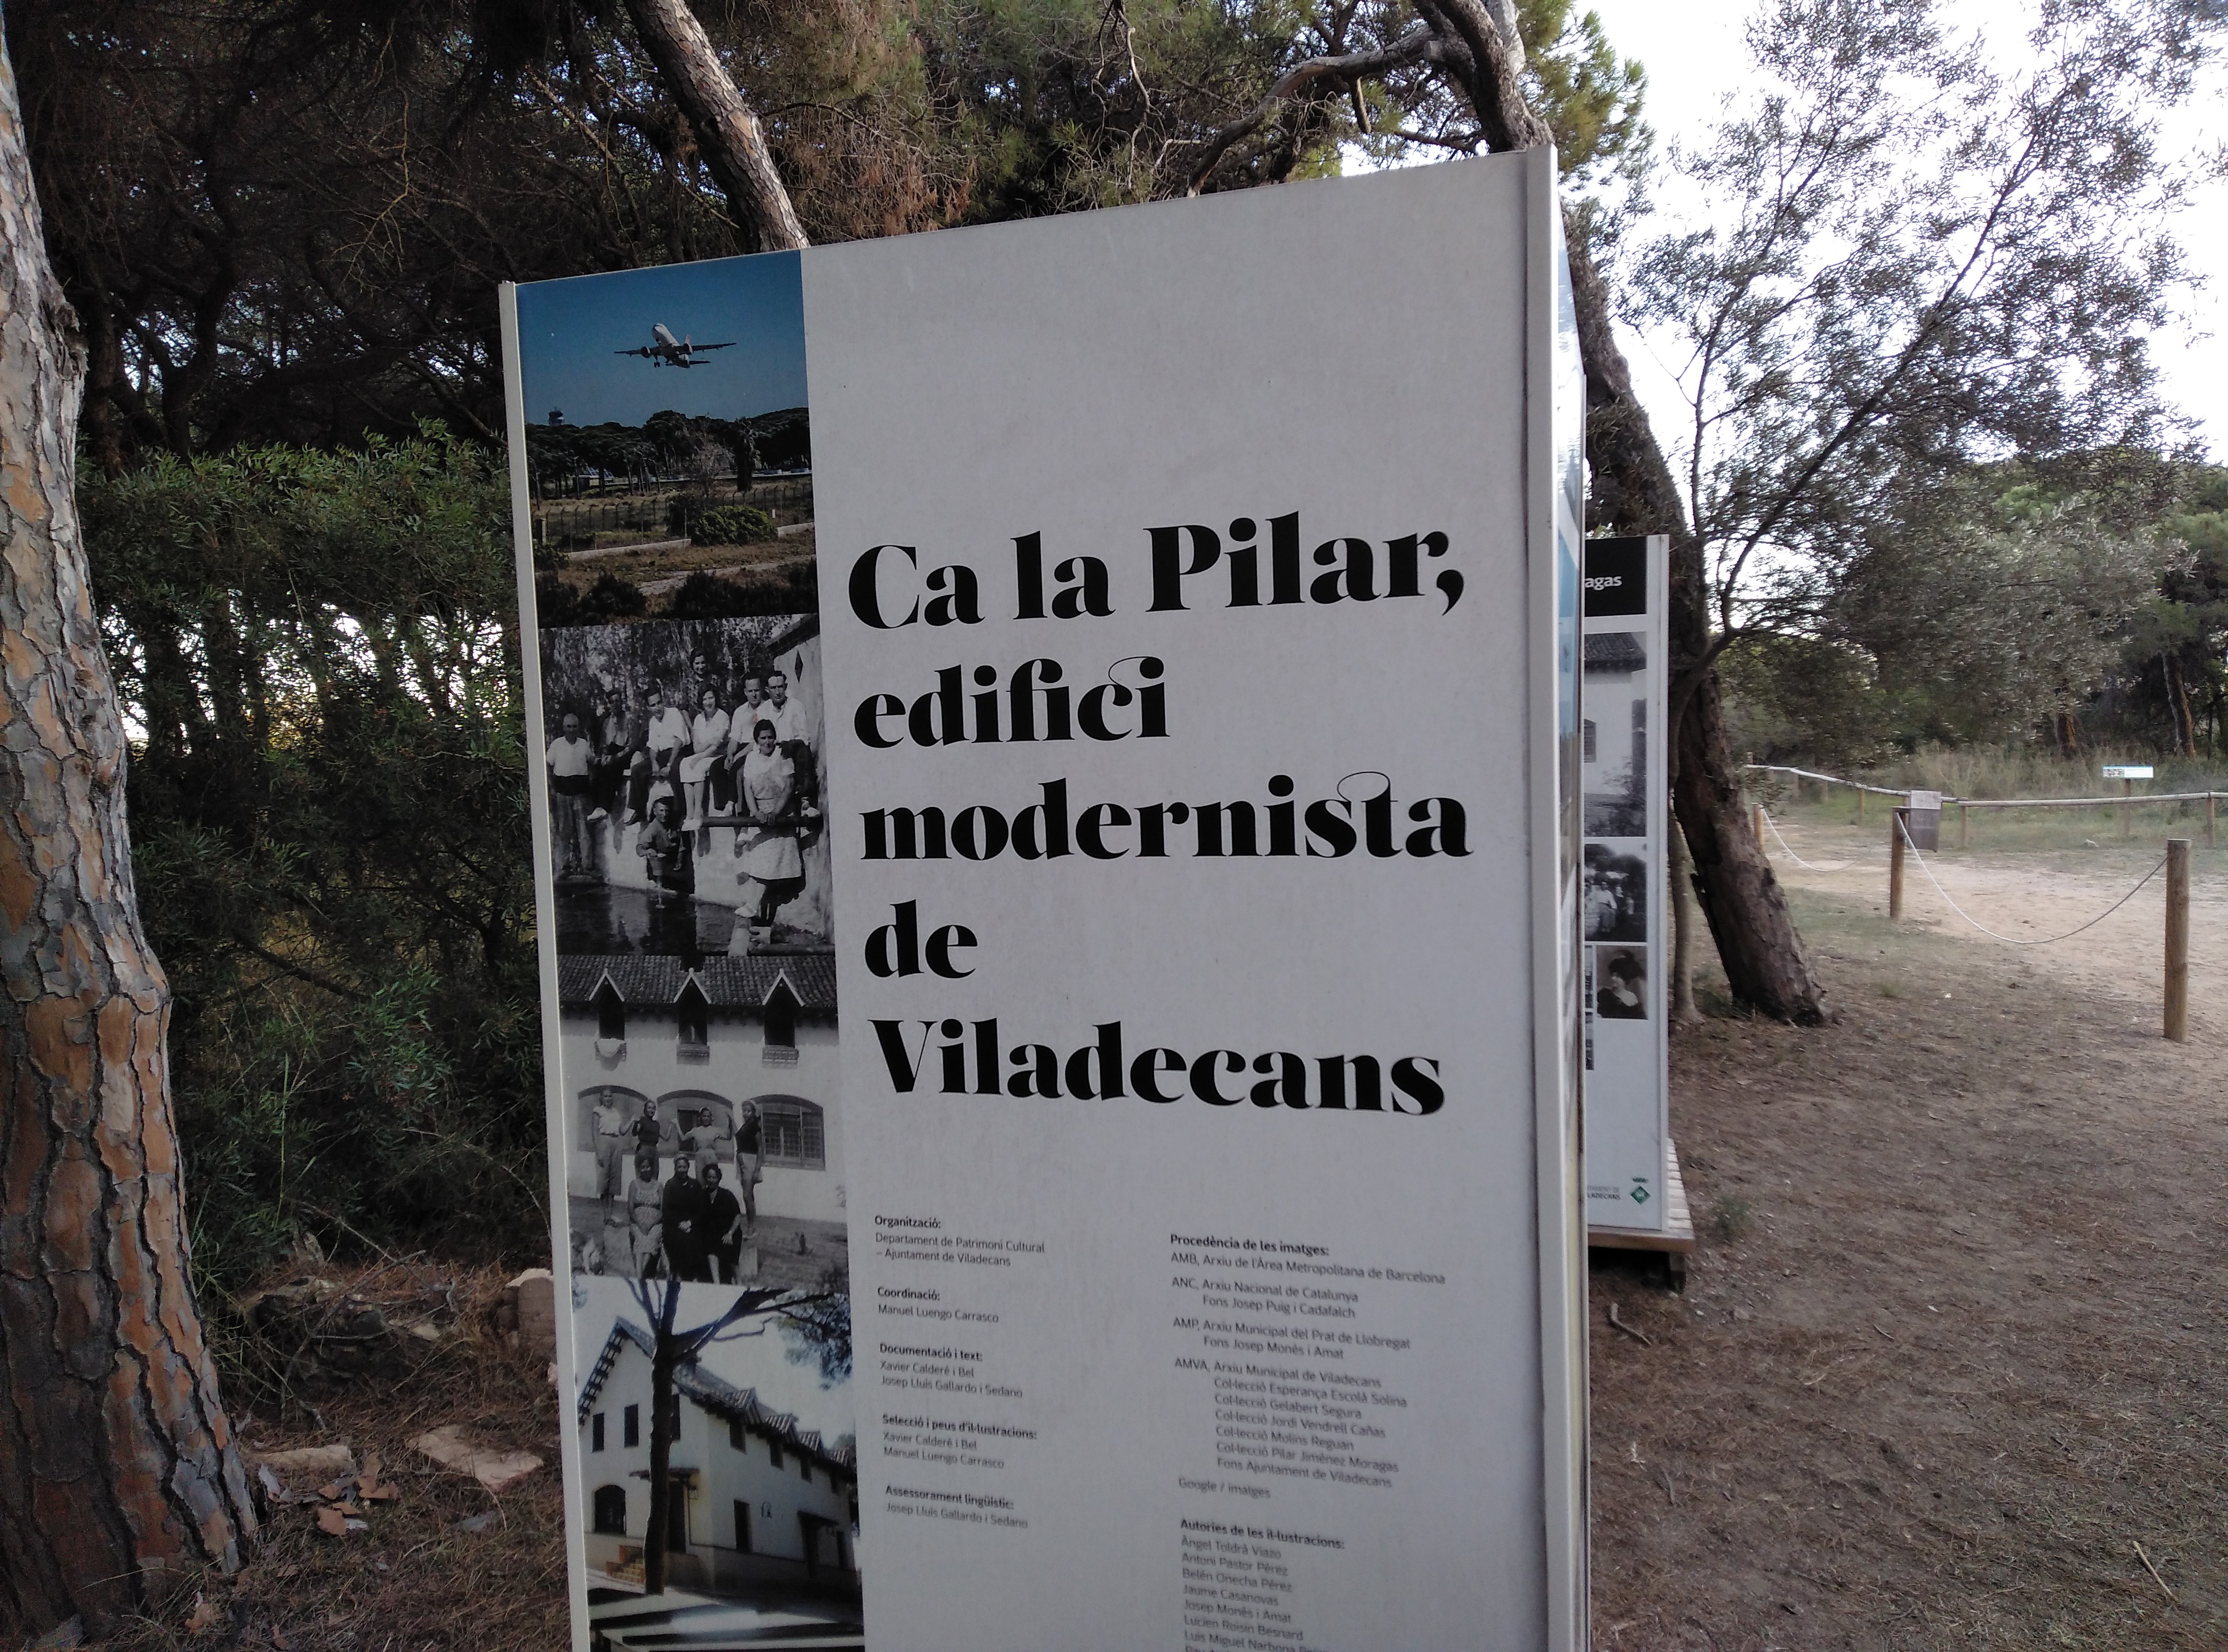 Ca la Pilar,
edifici
modernista
de
Viladecans
Organització:
Departament de Patrimoni Cultural
– Ajuntament de Viladecans
Coordinació:
Manuel Luengo Carrasco
Documentació i text:
Xavier Calderé i Bel
Josep Lluís Gallardo i Sedano
Selecció i peus d'il·lustracions:
Xavier Calderé i Bel
Manuel Luengo Carrasco
Assessorament lingüístic:
Josep Lluís Gallardo i Sedano
Procedència de les imatges:
AMB, Arxiu de l'Àrea Metropolitana de Barcelona
ANC, Arxiu Nacional de Catalunya
Fons Josep Puig i Cadafalch
AMP, Arxiu Municipal del Prat de Llobregat
Fons Josep Monés i Amat
AMVA, Arxiu Municipal de Viladecans
Col·lecció Esperança Escolà Solina
Col·lecció Gelabert Segura
Col·lecció Jordi Vendrell Cañas
Col·lecció Molins Reguan
Col·lecció Pilar Jiménez Moragas
Fons Ajuntament de Viladecans
Google / imatges
Autories de les il·lustracions:
Àngel Toldrà Viazo
Antoni Pastor Pérez
Belén Onecha Pérez
Jaume Casanovas
Josep Monés i Amat
Lucien Roisin Besnard
Luis Miguel Narbona
agas